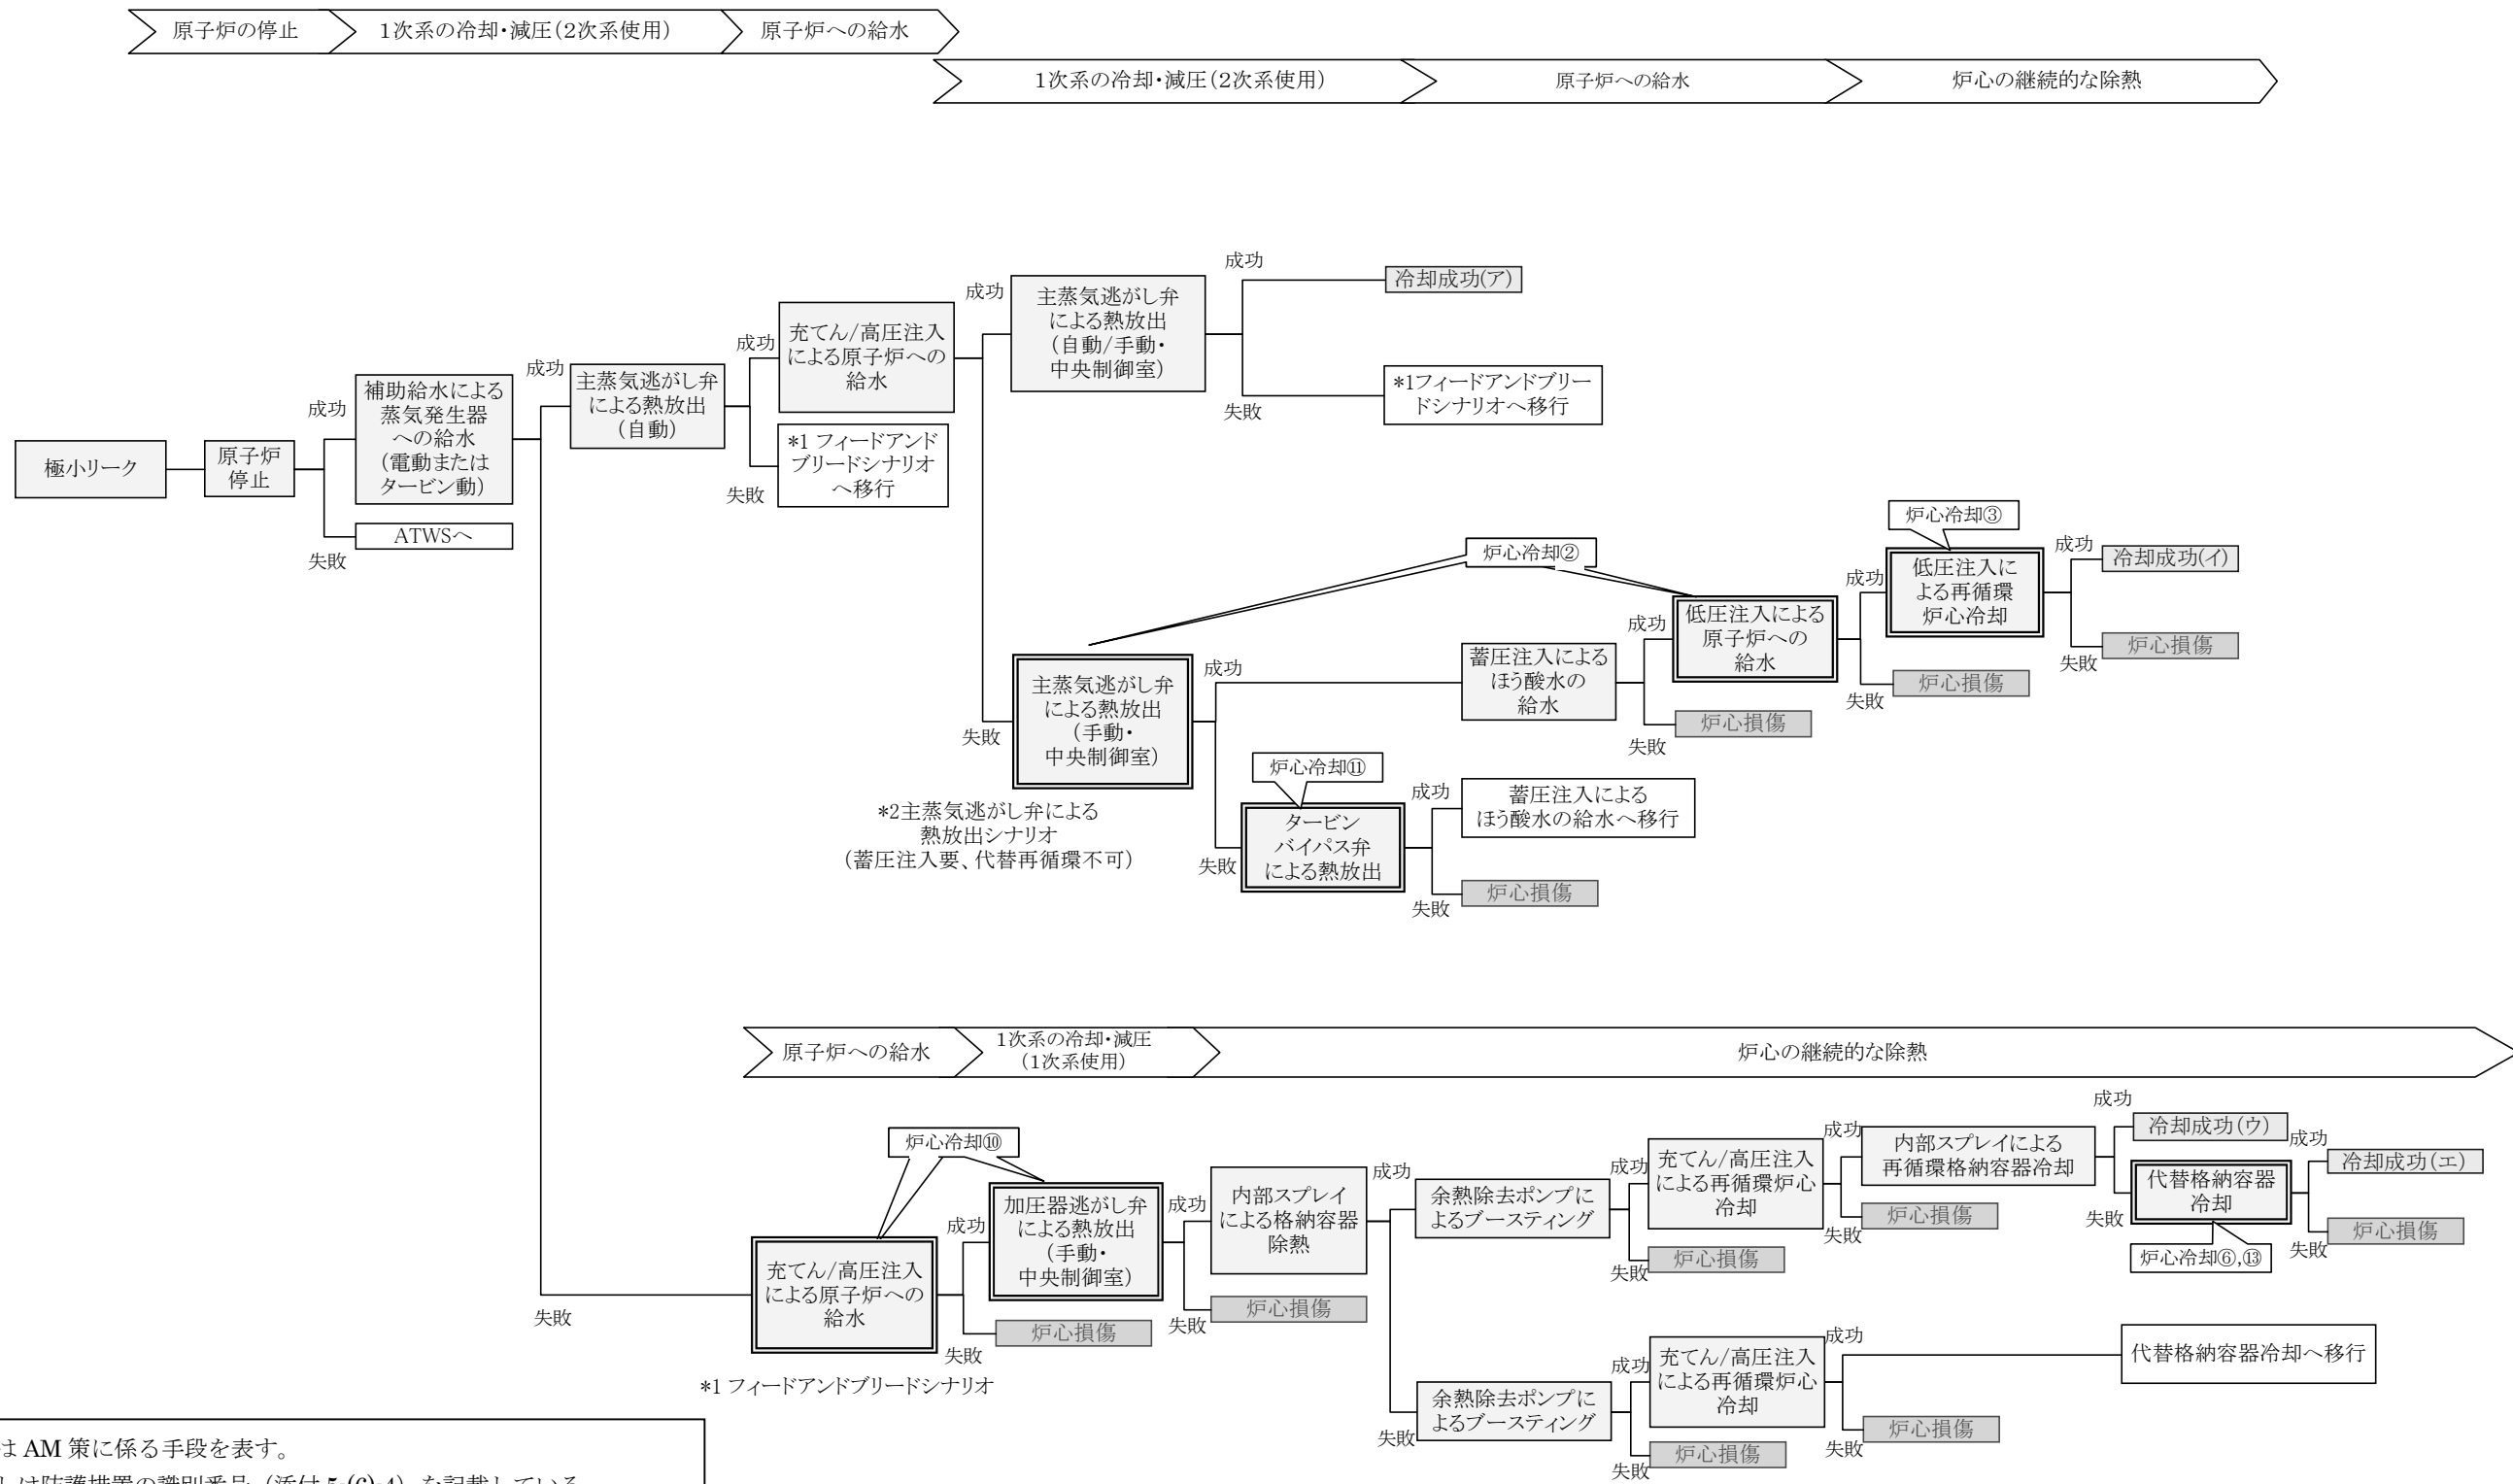 原子炉の停止
1次系の冷却・減圧(2次系使用)
原子炉への給水
1次系の冷却・減圧(2次系使用)
原子炉への給水
炉心の継続的な除熱
極小リーク
原子炉
停止
成功
失敗
補助給水による
蒸気発生器
への給水
(電動または
タービン動)
ATWSへ
成功
失敗
主蒸気逃がし弁
による熱放出
(自動)
成功
失敗
充てん/高圧注入
による原子炉への
給水
*1 フィードアンド
ブリードシナリオ
へ移行
成功
失敗
主蒸気逃がし弁
による熱放出
(自動/手動・
中央制御室)
成功
失敗
冷却成功(ア)
*1フィードアンドブリー
ドシナリオへ移行
炉心冷却②
主蒸気逃がし弁
による熱放出
(手動・
中央制御室)
*2主蒸気逃がし弁による
熱放出シナリオ
(蓄圧注入要、代替再循環不可)
成功
失敗
蓄圧注入による
ほう酸水の
給水
成功
失敗
低圧注入による
原子炉への
給水
炉心損傷
成功
失敗
炉心冷却③
低圧注入に
よる再循環
炉心冷却
炉心損傷
成功
失敗
冷却成功(イ)
炉心損傷
炉心冷却⑪
タービン
バイパス弁
による熱放出
成功
失敗
蓄圧注入による
ほう酸水の給水へ移行
炉心損傷
原子炉への給水
1次系の冷却・減圧
(1次系使用)
炉心の継続的な除熱
炉心冷却⑩
充てん/高圧注入
による原子炉への
給水
*1 フィードアンドブリードシナリオ
成功
失敗
加圧器逃がし弁
による熱放出
(手動・
中央制御室)
炉心損傷
成功
失敗
内部スプレイ
による格納容器
除熱
炉心損傷
成功
失敗
余熱除去ポンプに
よるブースティング
成功
失敗
充てん/高圧注入
による再循環炉心
冷却
炉心損傷
成功
失敗
内部スプレイによる
再循環格納容器冷却
炉心損傷
成功
失敗
冷却成功(ウ)
代替格納容器
冷却
炉心冷却⑥,⑬
成功
失敗
冷却成功(エ)
炉心損傷
余熱除去ポンプに
よるブースティング
成功
失敗
充てん/高圧注入
による再循環炉心
冷却
炉心損傷
成功
失敗
代替格納容器冷却へ移行
炉心損傷
は AM 策に係る手段を表す。